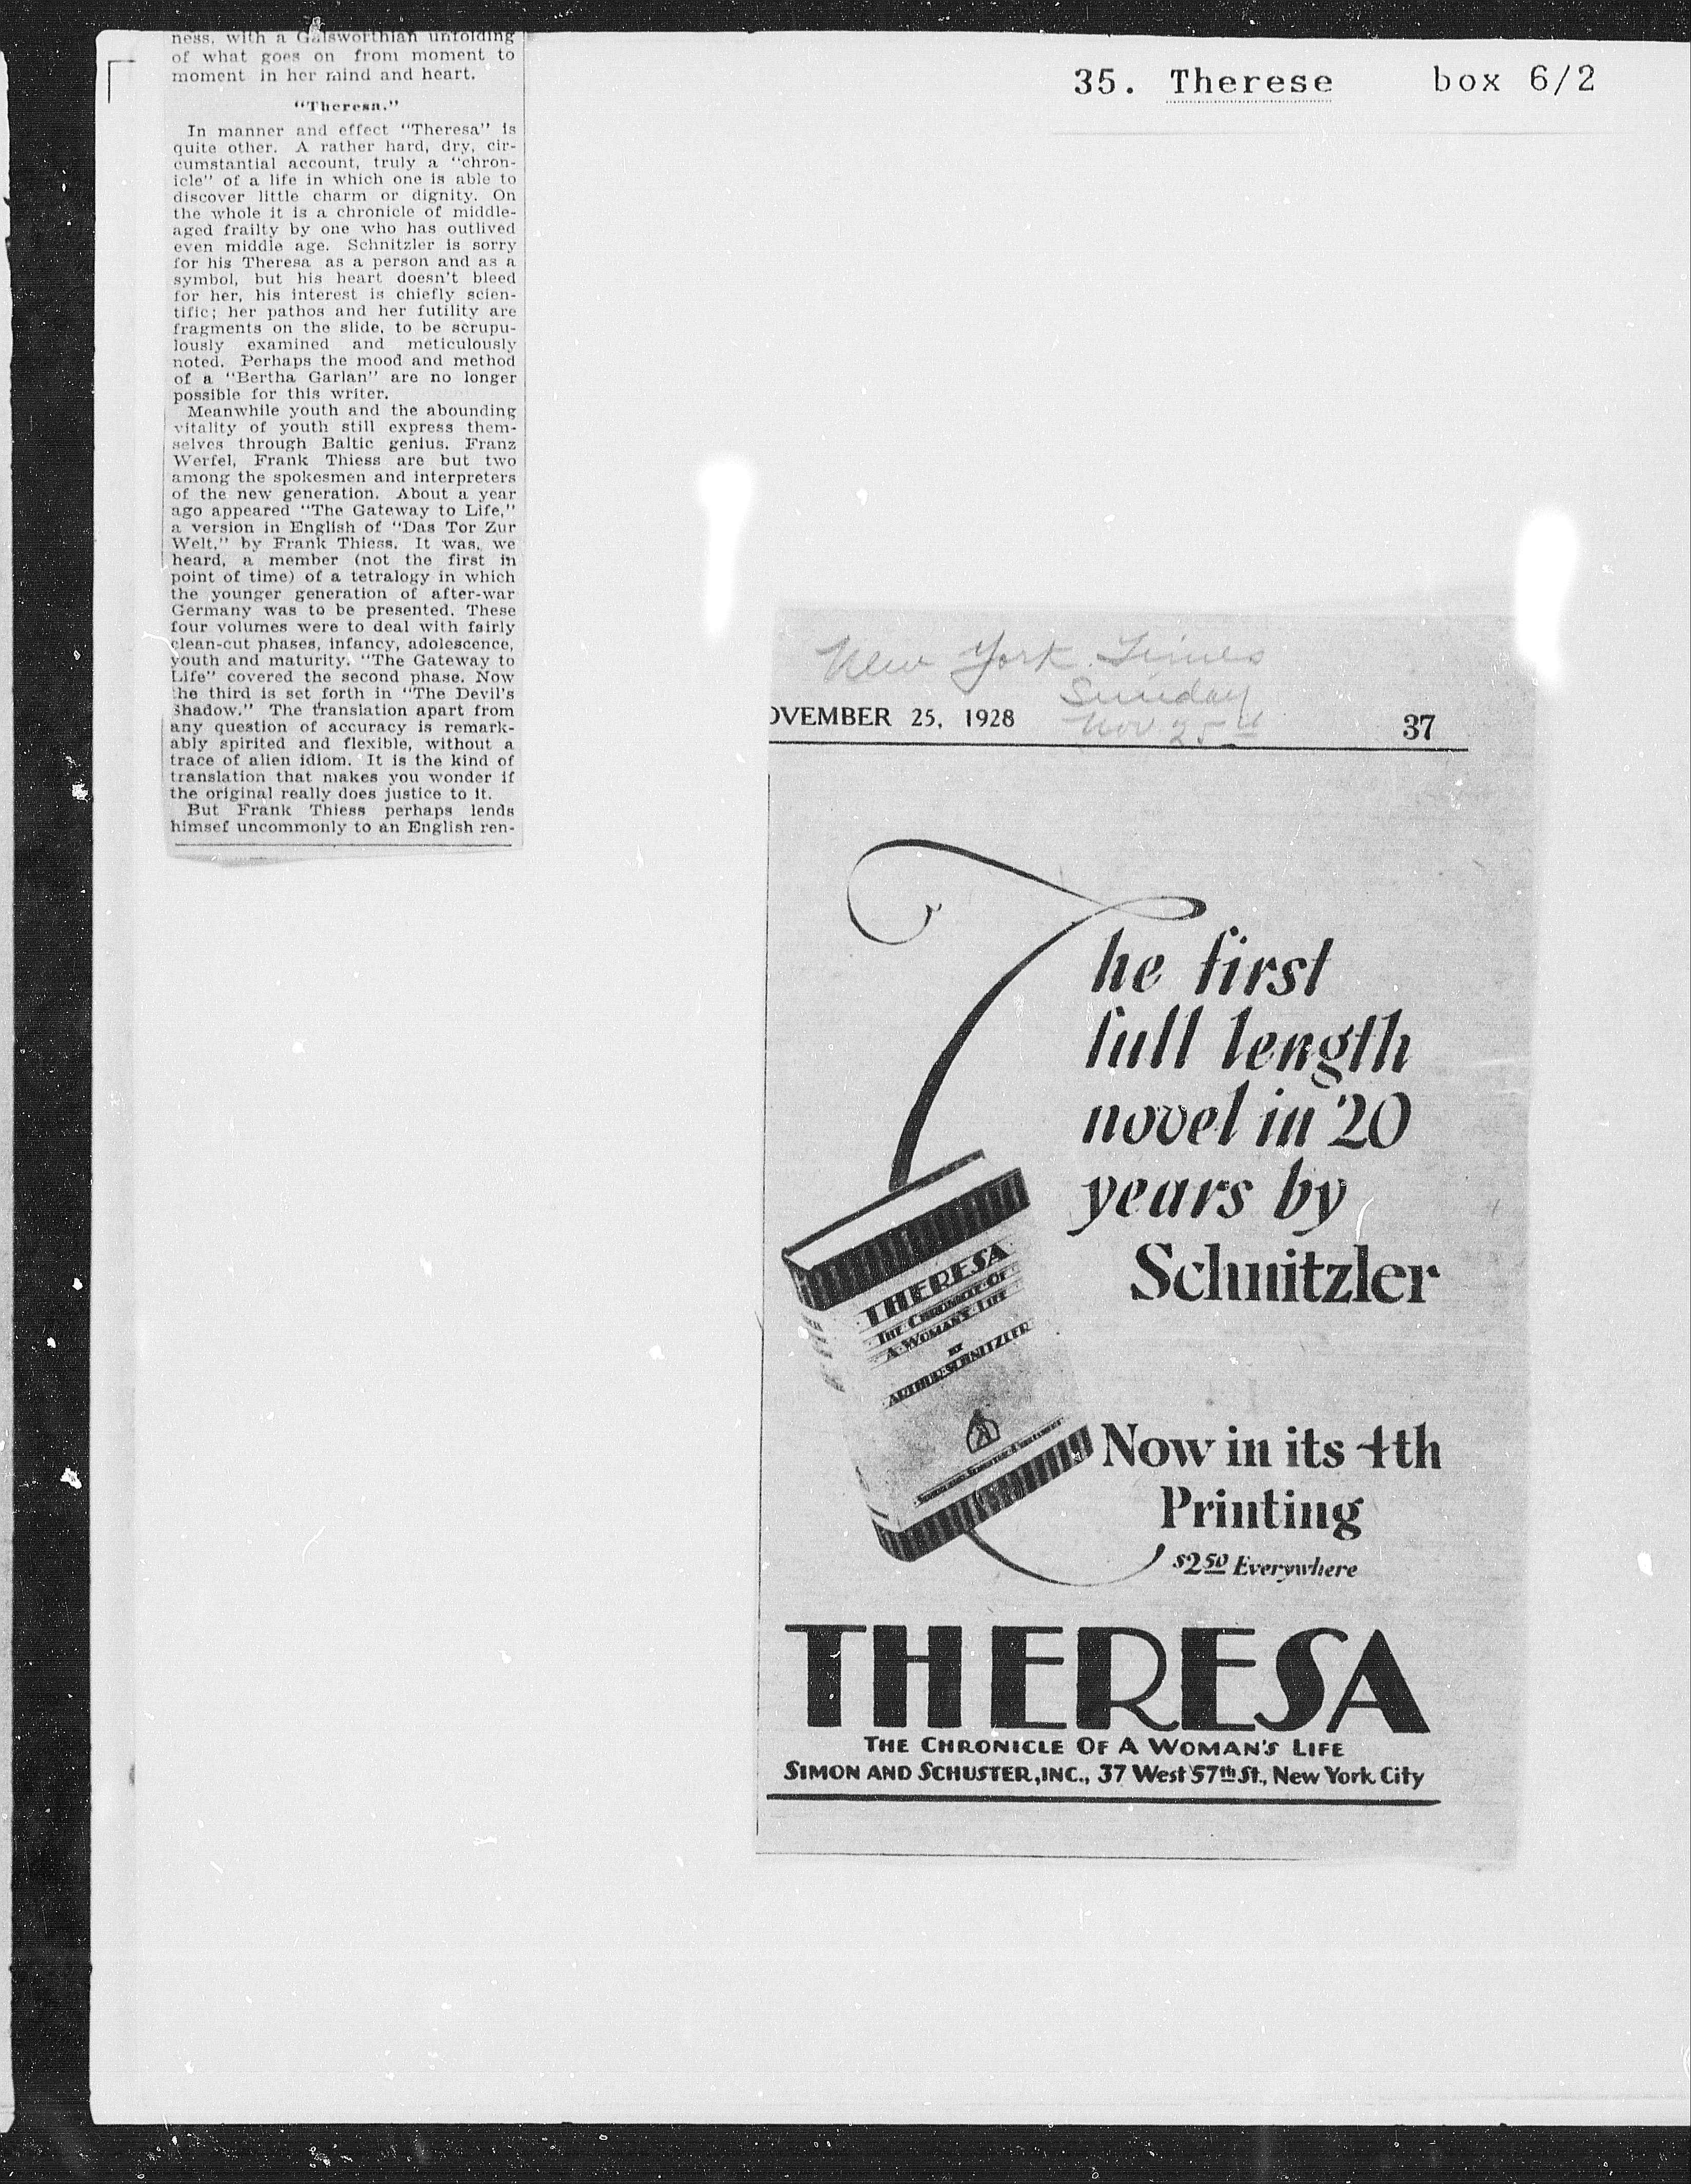 ness, with a Galsworthian unfolding
of what goes on from moment to
moment in her mind and heart.
"Theresa."
In manner and effect "Theresa" is
quite other. A rather hard, dry, cir-
cumstantial account, truly a "chron-
icle" of a life in which one is able to
discover little charm or dignity. On
the whole it is a chronicle of middle-
aged frailty by one who has outlived
even middle age. Schnitzler is sorry
for his Theresa as a person and as a
symbol, but his heart doesn't bleed
for her, his interest is chiefly scien-
tific; her pathos and her futility are
fragments on the slide, to be scrupu-
lously examined and meticulously
noted. Perhaps the mood and method
of a "Bertha Garlan" are no longer
possible for this writer.
Meanwhile youth and the abounding
vitality of youth still express them-
selves through Baltic genius. Franz
Werfel, Frank Thiess are but two
among the spokesmen and interpreters
of the new generation. About a year
ago appeared "The Gateway to Life,"
a version in English of "Das Tor Zur
Welt," by Frank Thiess. It was, we
heard, a member (not the first in
point of time) of a tetralogy in which
the younger generation of after-war
Germany was to be presented. These
four volumes were to deal with fairly
clean-cut phases, infancy, adolescence,
youth and maturity. "The Gateway to
Life" covered the second phase. Now
the third is set forth in "The Devil's
Shadow." The translation apart from
any question of accuracy is remark-
ably spirited and flexible, without a
trace of alien idiom. It is the kind of
translation that makes you wonder if
the original really does justice to it.
But Frank Thiess perhaps lends
himsef uncommonly to an English ren-
35. Therese box 6/2
New York Times
Sunday
Nov 25th
OVEMBER 25, 1928 37
The first
full length
novel in 20
years by
Schnitzler
THERESA
THE CHRONICLE OF
A WOMAN'S LIFE
BY
ARTHUR SCHNITZLER
Now in its 4th
Printing
$2.50 Everywhere
THERESA
THE CHRONICLE OF A WOMAN'S LIFE
SIMON AND SCHUSTER, INC., 37 West 57th St., New York City